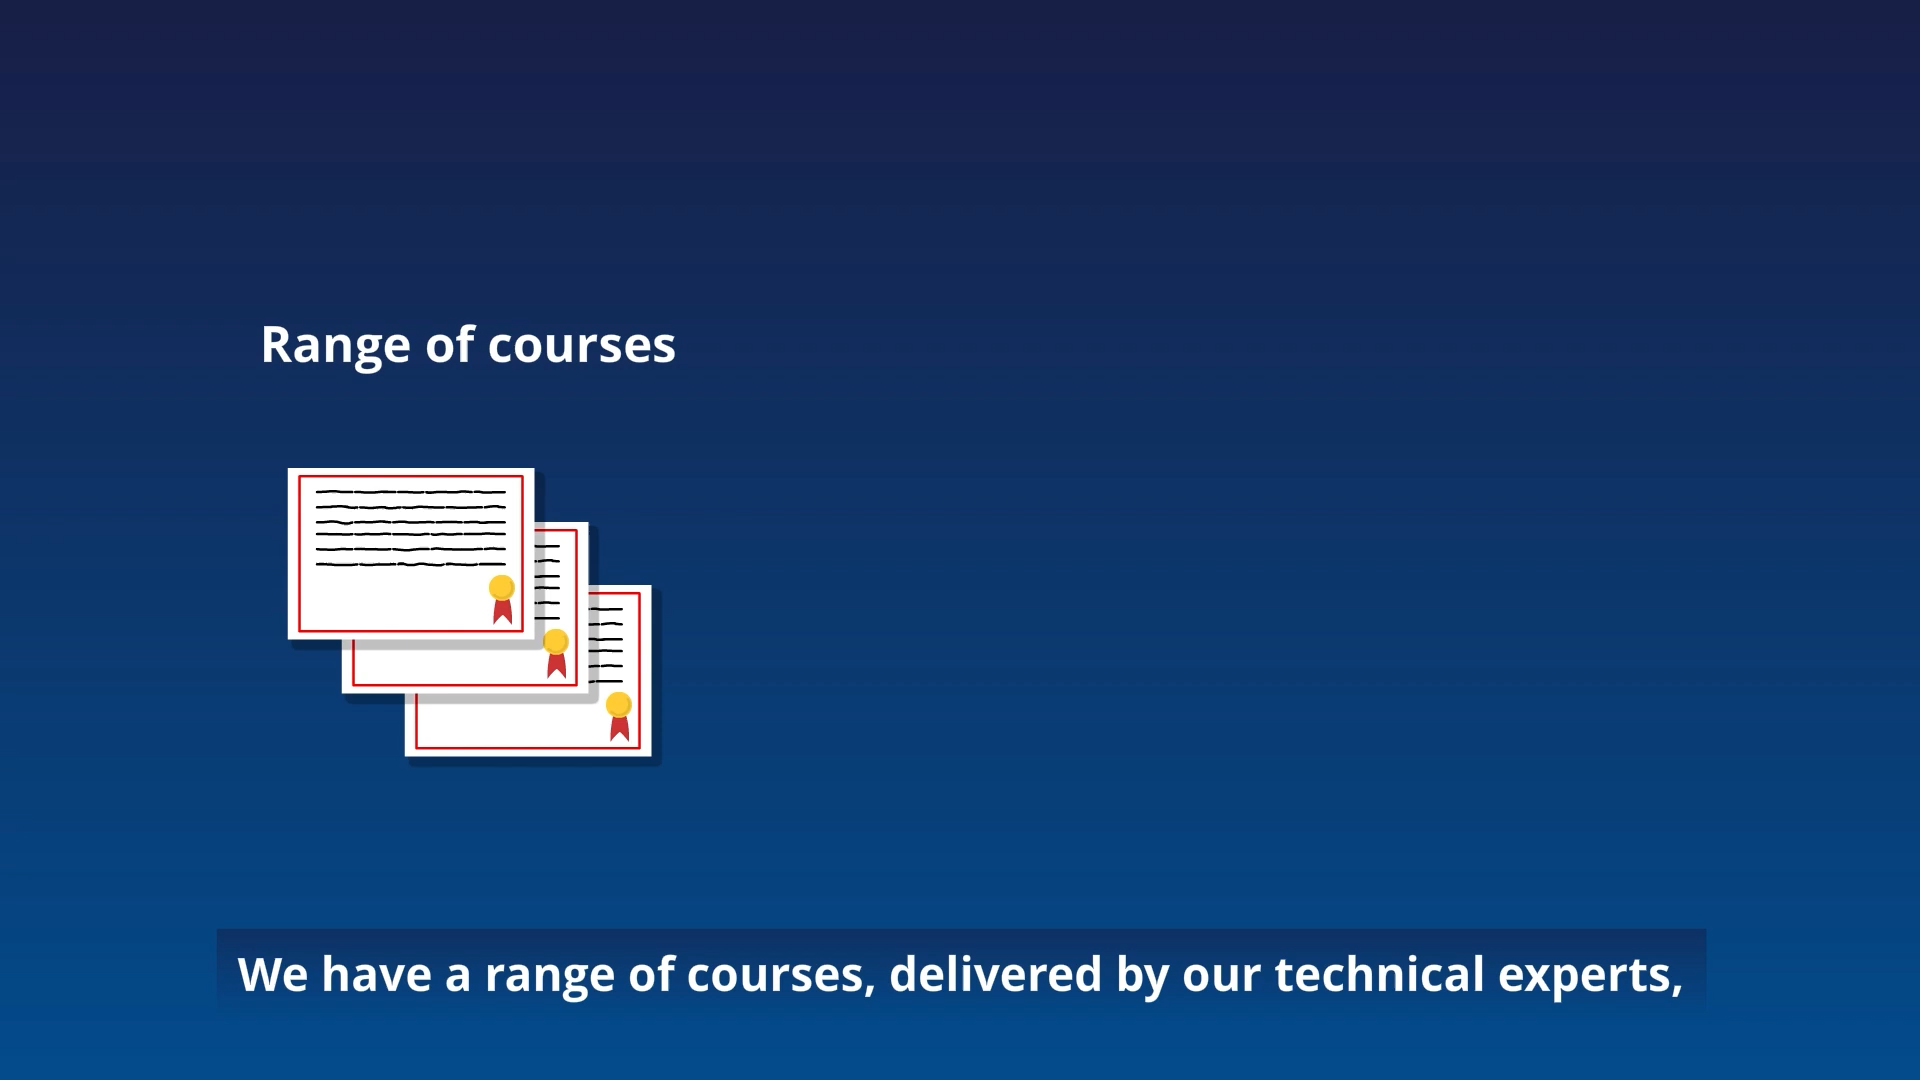 Range of courses
We have a range of courses, delivered by our technical experts,